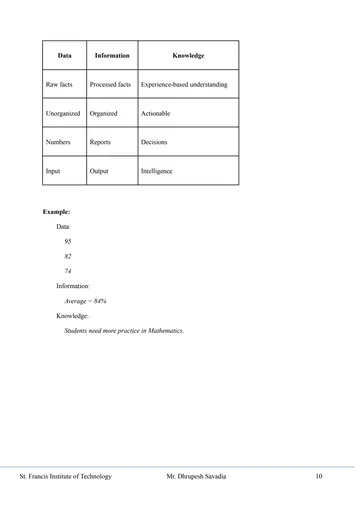 Data Information Knowledge
Raw facts Processed facts Experience-based understanding
Unorganized Organized Actionable
Numbers Reports Decisions
Input Output Intelligence
Example:
Data:
95
82
74
Information:
Average = 84%
Knowledge:
Students need more practice in Mathematics.
St. Francis Institute of Technology Mr. Dhrupesh Savadia 10